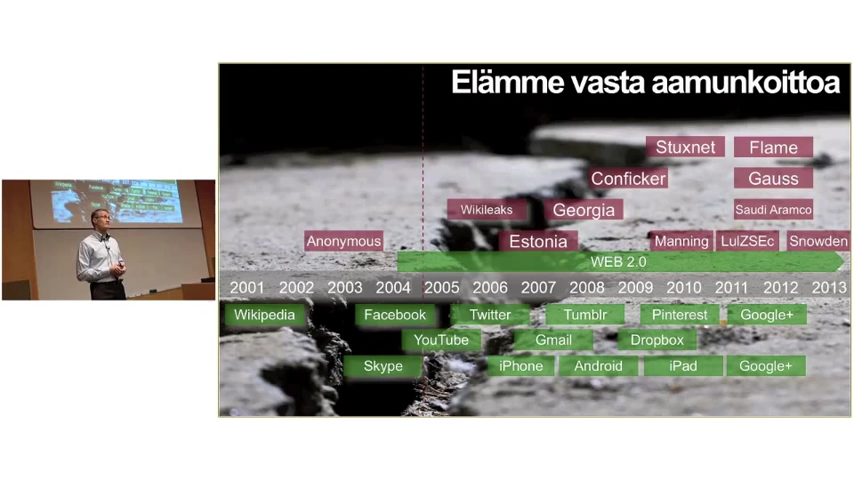 Elämme vasta aamunkoittoa
Stuxnet Flame
Conficker Gauss
Wikileaks Georgia Saudi Aramco
Anonymous Estonia Manning LulZSEc Snowden
WEB 2.0
2001 2002 2003 2004 2005 2006 2007 2008 2009 2010 2011 2012 2013
Wikipedia Facebook Twitter Tumblr Pinterest Google+
YouTube Gmail Dropbox
Skype iPhone Android iPad Google+